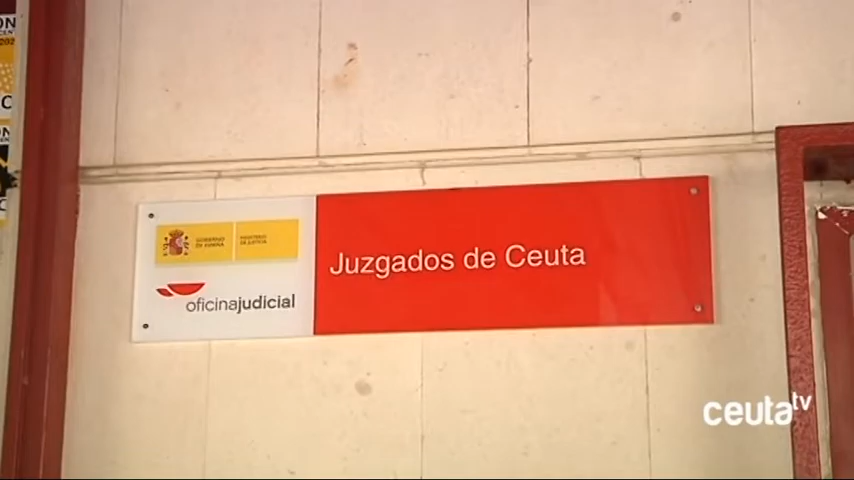 GOBIERNO
DE ESPAÑA
MINISTERIO
DE JUSTICIA
oficinajudicial
Juzgados de Ceuta
ceutatv